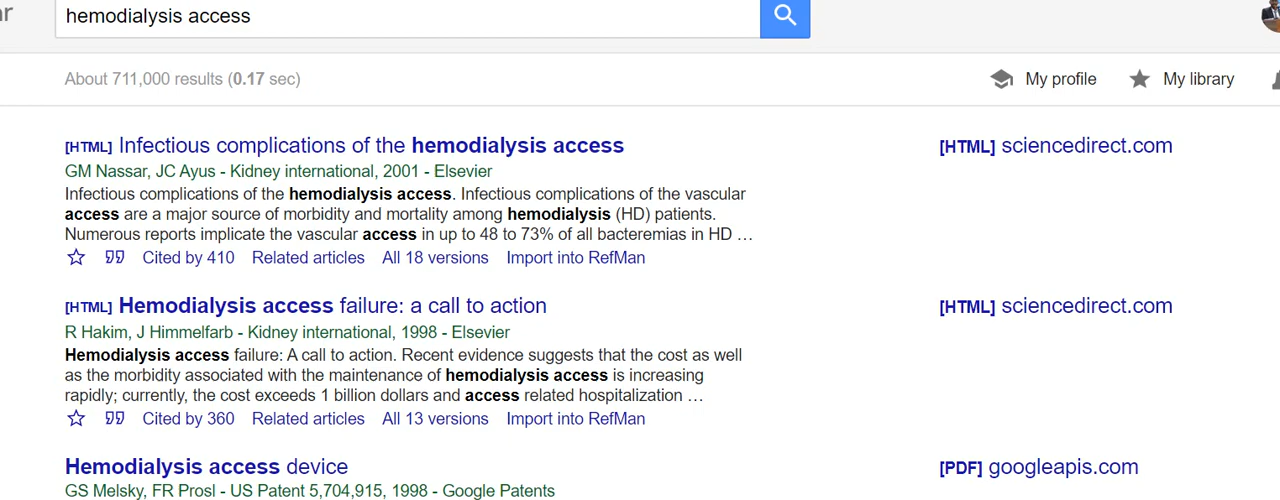 hemodialysis access
About 711,000 results (0.17 sec)
My profile
My library
[HTML] Infectious complications of the hemodialysis access
[HTML] sciencedirect.com
GM Nassar, JC Ayus - Kidney international, 2001 - Elsevier
Infectious complications of the hemodialysis access. Infectious complications of the vascular
access are a major source of morbidity and mortality among hemodialysis (HD) patients.
Numerous reports implicate the vascular access in up to 48 to 73% of all bacteremias in HD …
Cited by 410 Related articles All 18 versions Import into RefMan
[HTML] Hemodialysis access failure: a call to action
[HTML] sciencedirect.com
R Hakim, J Himmelfarb - Kidney international, 1998 - Elsevier
Hemodialysis access failure: A call to action. Recent evidence suggests that the cost as well
as the morbidity associated with the maintenance of hemodialysis access is increasing
rapidly; currently, the cost exceeds 1 billion dollars and access related hospitalization …
Cited by 360 Related articles All 13 versions Import into RefMan
Hemodialysis access device
[PDF] googleapis.com
GS Melsky, FR Prosl - US Patent 5,704,915, 1998 - Google Patents